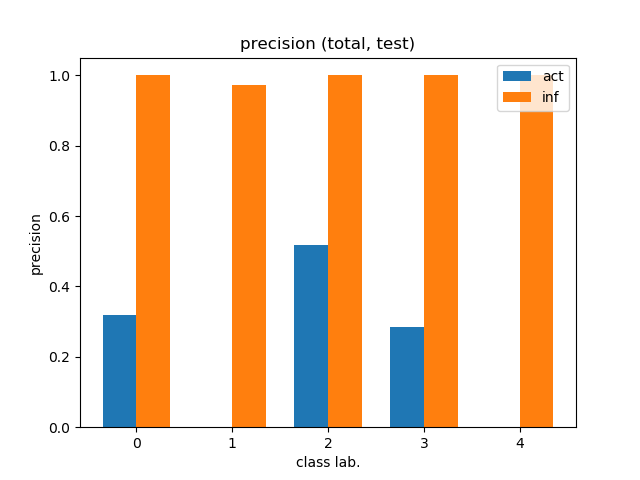 precision (total, test)
act
inf
1.0
0.8
0.6
0.4
0.2
0.0
precision
0 1 2 3 4
class lab.